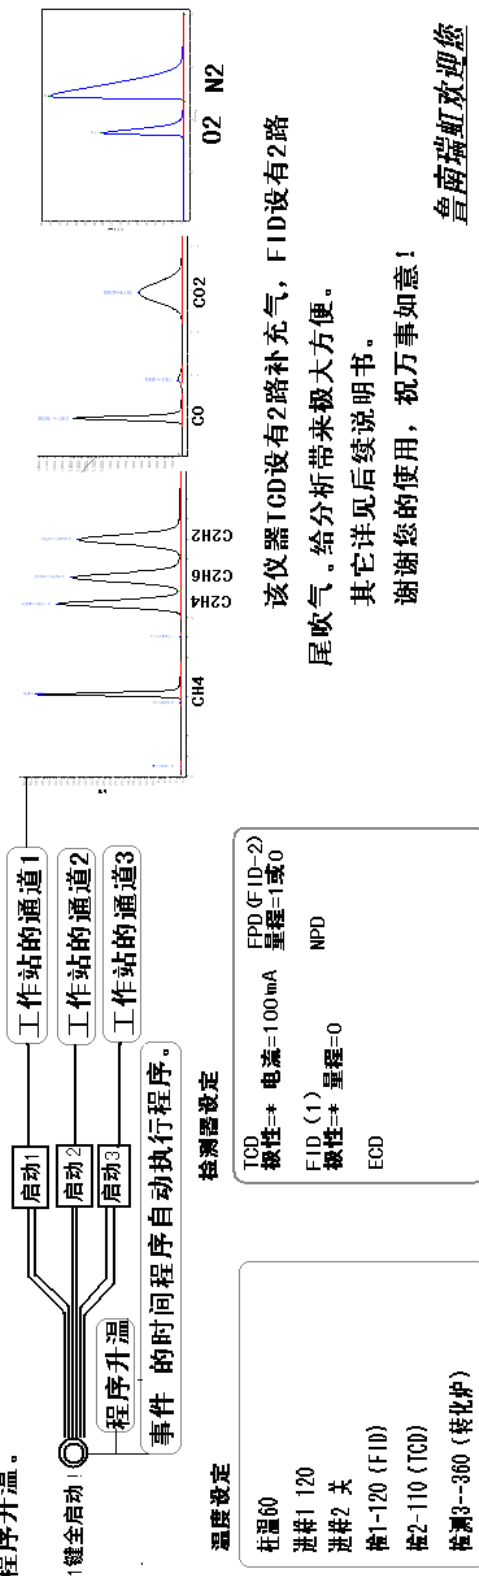 程序升温。
1键全启动!
启动1
启动2
启动3
工作站的通道1
工作站的通道2
工作站的通道3
程序升温
事件 的时间程序自动执行程序。
CH4
C2H4
C2H6
C2H2
CO
CO2
O2
N2
温度设定
柱温60
进样1 120
进样2 关
检1-120(FID)
检2-110(TCD)
检测3--360(转化炉)
检测器设定
TCD
极性=* 电流=100mA
FID (1)
极性=* 量程=0
ECD
FPD(FID-2)
量程=1或0
NPD
该仪器TCD设有2路补充气, FID设有2路
尾吹气。给分析带来极大方便。
其它详见后续说明书。
谢谢您的使用, 祝万事如意!
鲁南瑞虹欢迎您